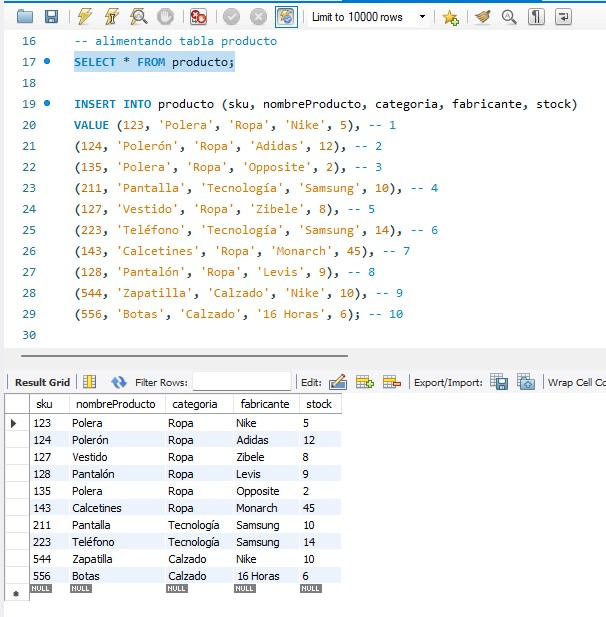 Limit to 10000 rows
16 -- alimentando tabla producto
17 SELECT * FROM producto;
18
19 INSERT INTO producto (sku, nombreProducto, categoria, fabricante, stock)
20 VALUE (123, 'Polera', 'Ropa', 'Nike', 5), -- 1
21 (124, 'Polerón', 'Ropa', 'Adidas', 12), -- 2
22 (135, 'Polera', 'Ropa', 'Opposite', 2), -- 3
23 (211, 'Pantalla', 'Tecnología', 'Samsung', 10), -- 4
24 (127, 'Vestido', 'Ropa', 'Zibele', 8), -- 5
25 (223, 'Teléfono', 'Tecnología', 'Samsung', 14), -- 6
26 (143, 'Calcetines', 'Ropa', 'Monarch', 45), -- 7
27 (128, 'Pantalón', 'Ropa', 'Levis', 9), -- 8
28 (544, 'Zapatilla', 'Calzado', 'Nike', 10), -- 9
29 (556, 'Botas', 'Calzado', '16 Horas', 6); -- 10
30
Result Grid Filter Rows: Edit: Export/Import: Wrap Cell Co
sku nombreProducto categoria fabricante stock
123 Polera Ropa Nike 5
124 Polerón Ropa Adidas 12
127 Vestido Ropa Zibele 8
128 Pantalón Ropa Levis 9
135 Polera Ropa Opposite 2
143 Calcetines Ropa Monarch 45
211 Pantalla Tecnología Samsung 10
223 Teléfono Tecnología Samsung 14
544 Zapatilla Calzado Nike 10
556 Botas Calzado 16 Horas 6
NULL NULL NULL NULL NULL